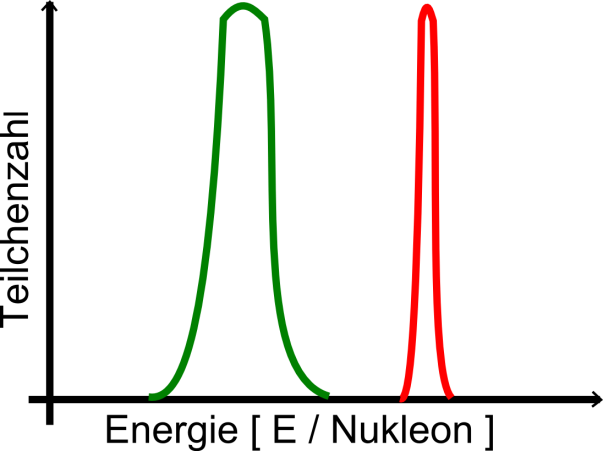 Teilchenzahl
Energie [ E / Nukleon ]